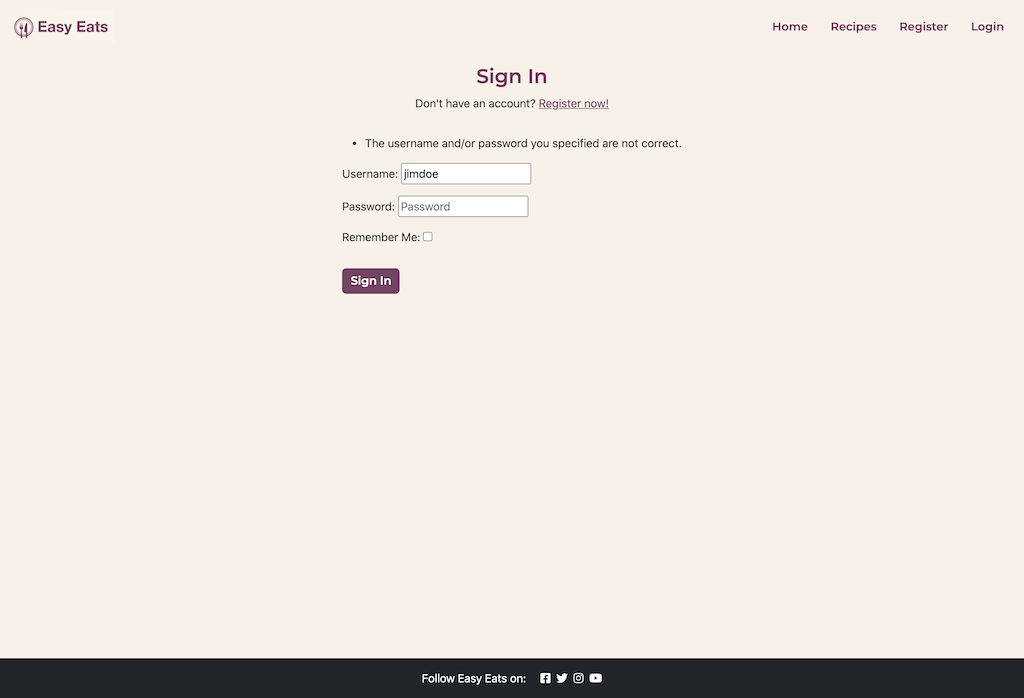 Easy Eats
Home Recipes Register Login
Sign In
Don't have an account? Register now!
• The username and/or password you specified are not correct.
Username: jimdoe
Password: Password
Remember Me:
Sign In
Follow Easy Eats on: